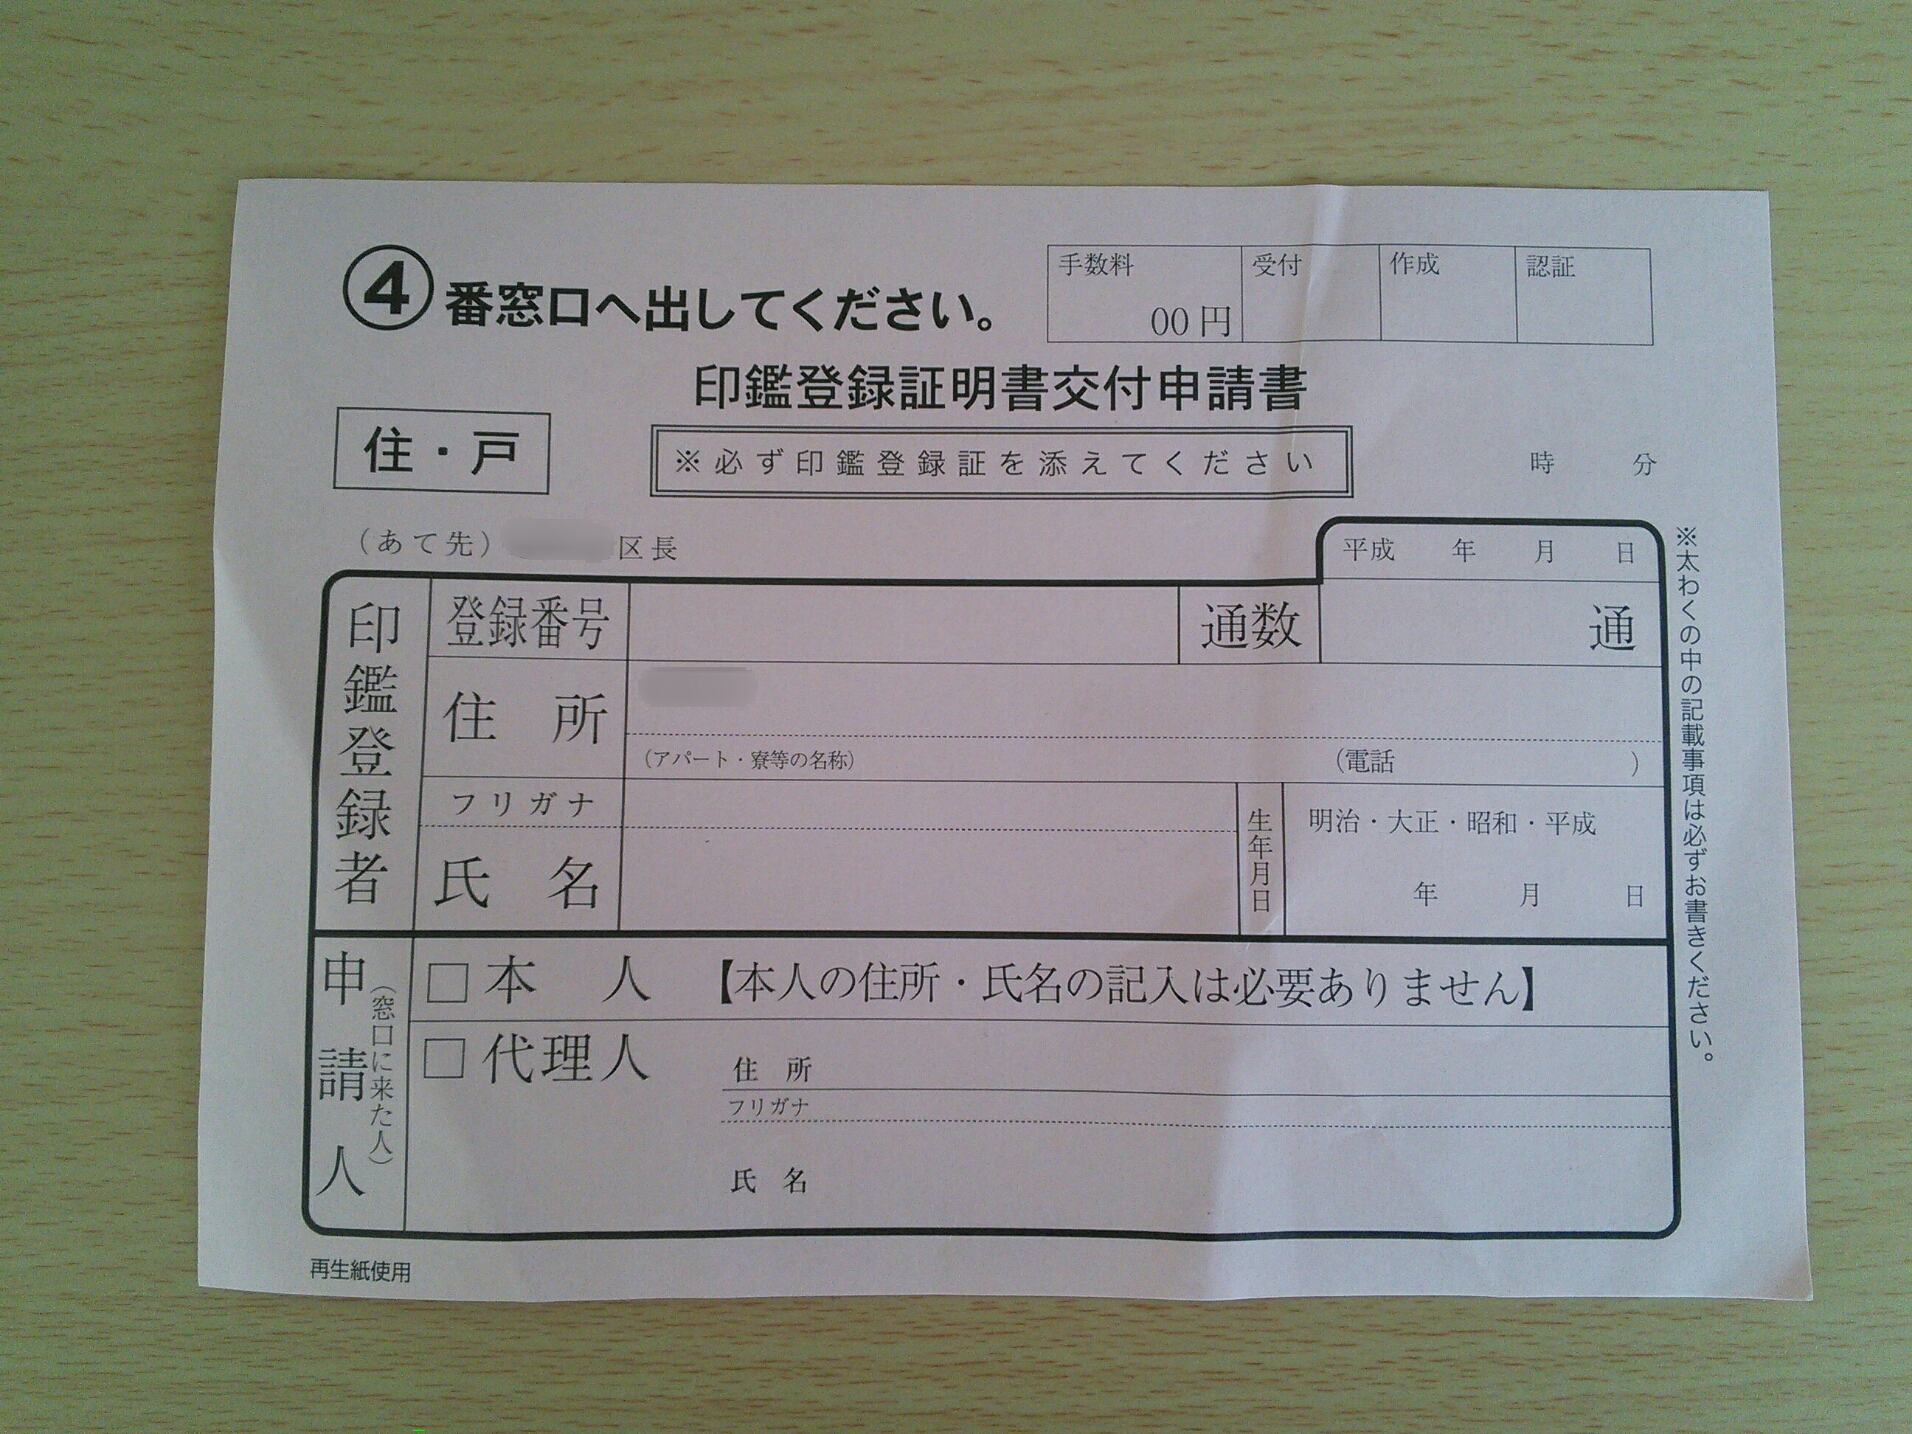 ④番窓口へ出してください。
手数料 受付 作成 認証
00円
印鑑登録証明書交付申請書
住・戸
※必ず印鑑登録証を添えてください
時 分
(あて先) 区長
平成 年 月 日
※太わくの中の記載事項は必ずお書きください。
印鑑登録者
登録番号
通数 通
住 所
(アパート・寮等の名称) (電話 )
フリガナ
氏 名
生年月日
明治・大正・昭和・平成
年 月 日
申請人
(窓口に来た人)
□本 人 【本人の住所・氏名の記入は必要ありません】
□代理人
住 所
フリガナ
氏 名
再生紙使用